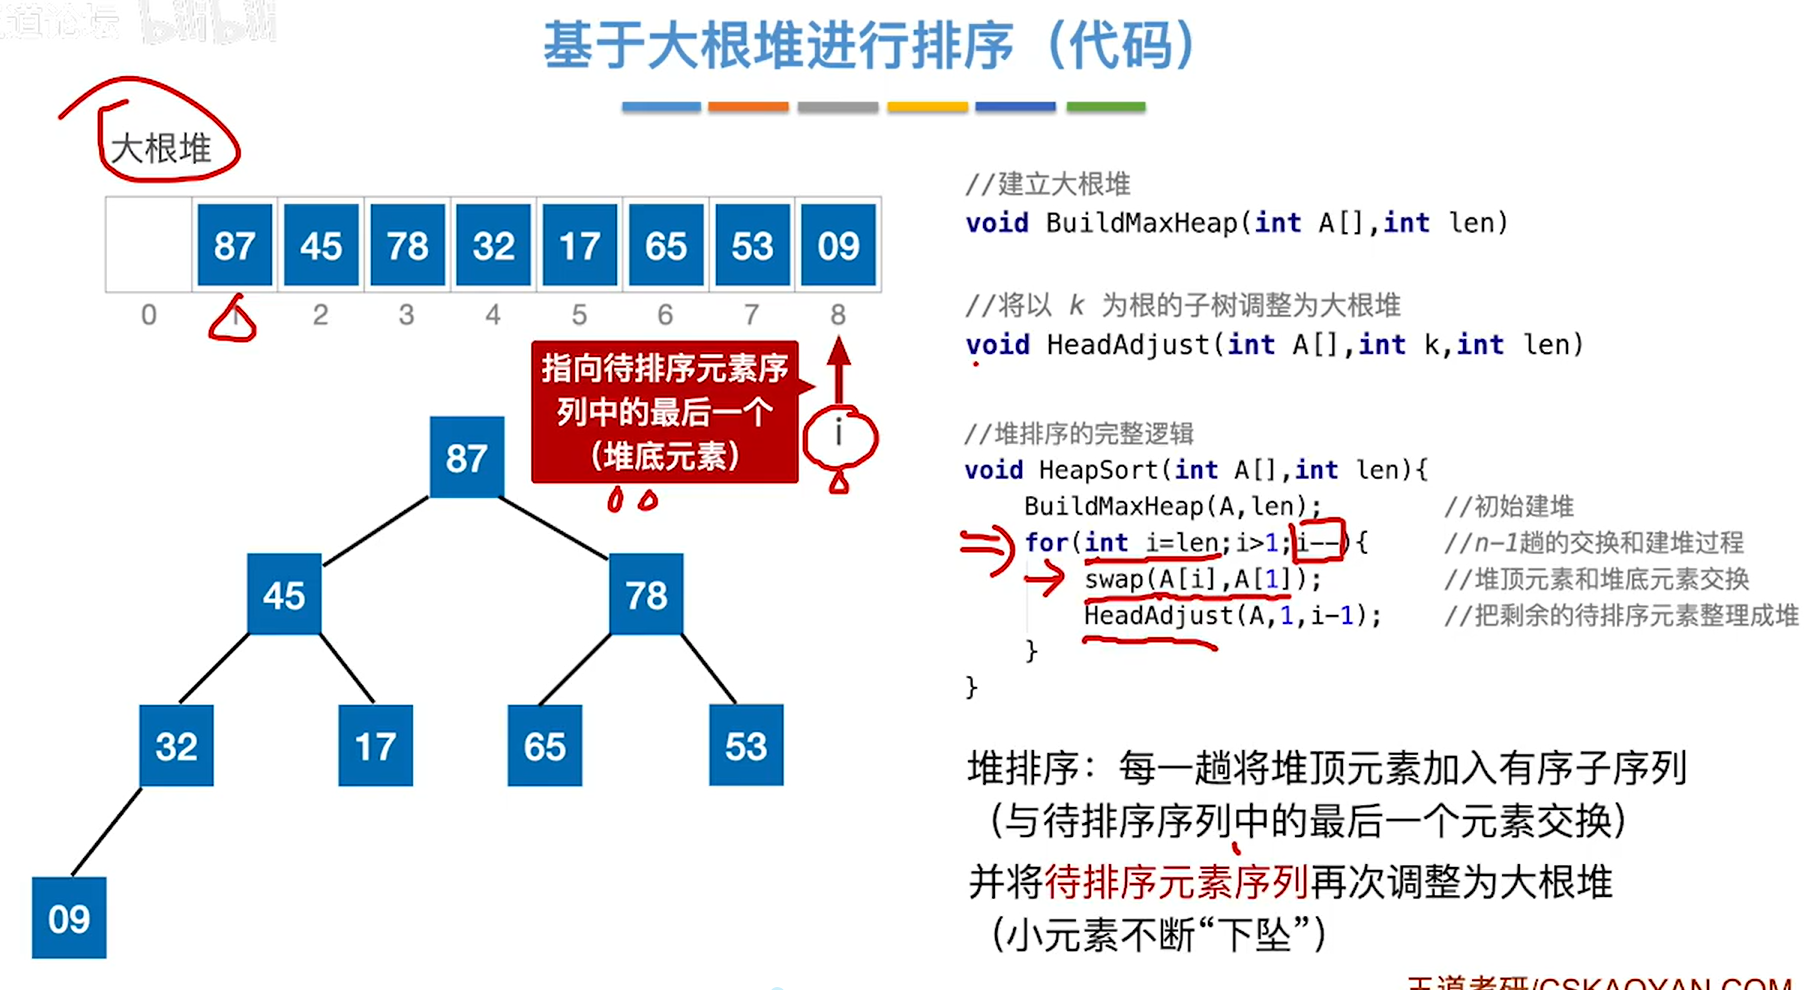 道论坛 bilibili
基于大根堆进行排序（代码）
大根堆
87 45 78 32 17 65 53 09
0 1 2 3 4 5 6 7 8
指向待排序元素序
列中的最后一个
（堆底元素）
i
87
45 78
32 17 65 53
09
//建立大根堆
void BuildMaxHeap(int A[],int len)
//将以 k 为根的子树调整为大根堆
void HeadAdjust(int A[],int k,int len)
//堆排序的完整逻辑
void HeapSort(int A[],int len){
BuildMaxHeap(A,len); //初始建堆
for(int i=len;i>1;i--){ //n-1趟的交换和建堆过程
swap(A[i],A[1]); //堆顶元素和堆底元素交换
HeadAdjust(A,1,i-1); //把剩余的待排序元素整理成堆
}
}
堆排序：每一趟将堆顶元素加入有序子序列
（与待排序序列中的最后一个元素交换）
并将待排序元素序列再次调整为大根堆
（小元素不断“下坠”）
王道考研/CSKAOYAN.COM